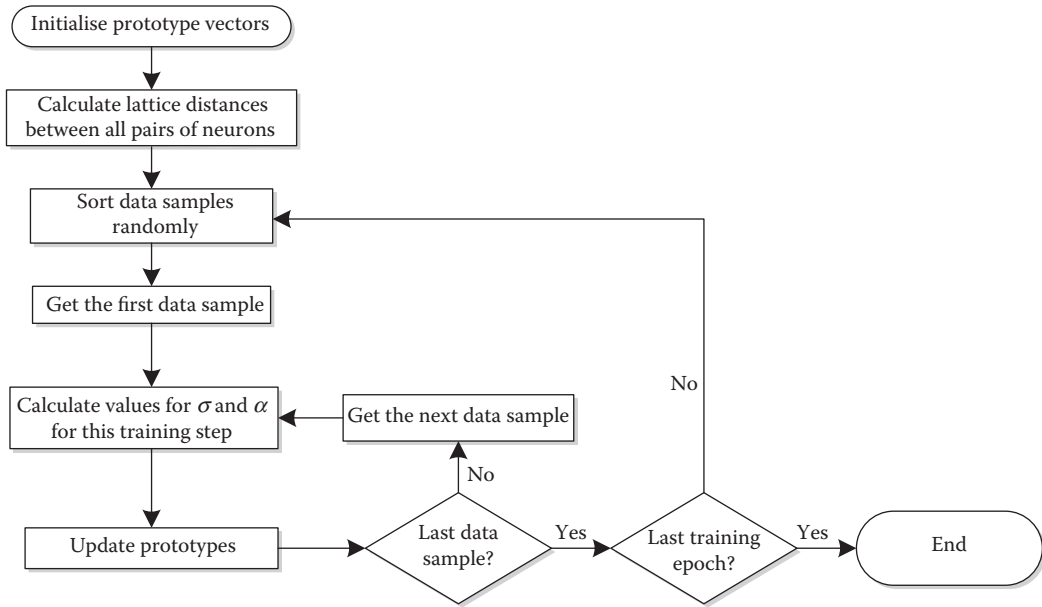 Initialise prototype vectors
Calculate lattice distances
between all pairs of neurons
Sort data samples
randomly
Get the first data sample
Calculate values for σ and α
for this training step
Get the next data sample
No
No
Update prototypes
Last data
sample?
Yes
Last training
epoch?
Yes
End